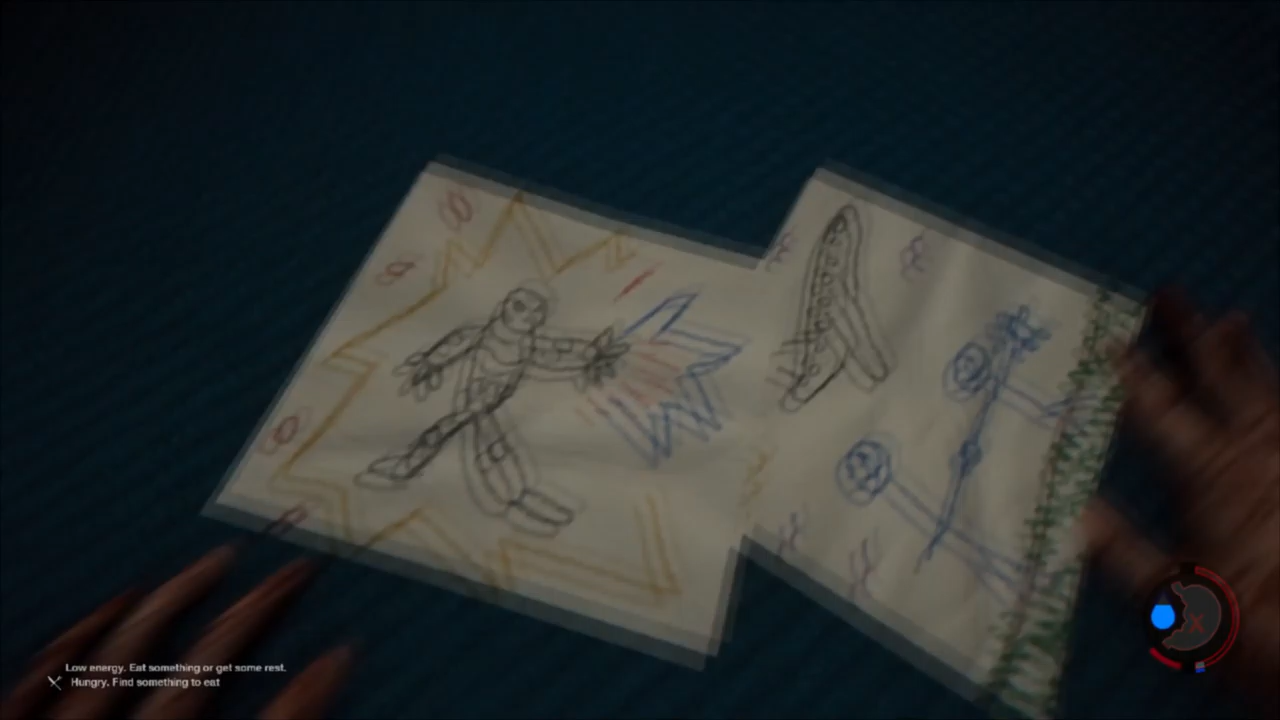 Low energy. Eat something or get some rest.
Hungry. Find something to eat